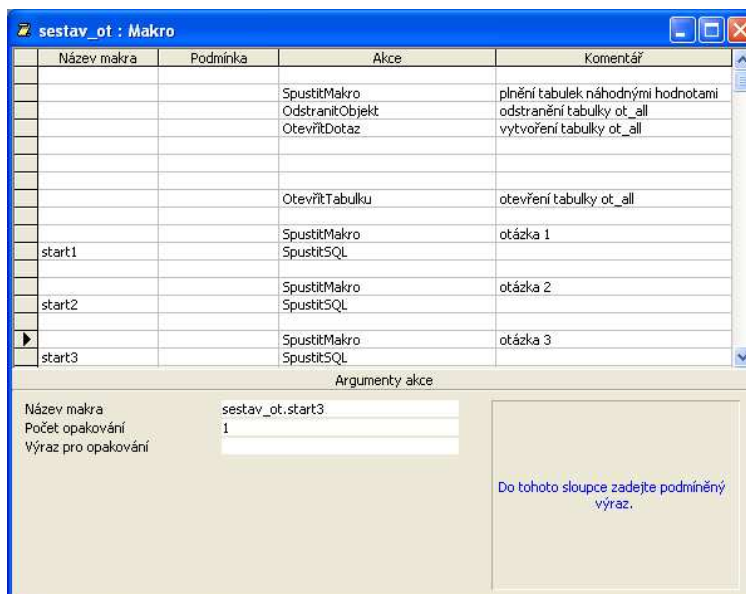 sestav_ot : Makro
Název makra Podmínka Akce Komentář
SpustitMakro plnění tabulek náhodnými hodnotami
OdstranitObjekt odstranění tabulky ot_all
OtevřítDotaz vytvoření tabulky ot_all
OtevřítTabulku otevření tabulky ot_all
SpustitMakro otázka 1
start1 SpustitSQL
SpustitMakro otázka 2
start2 SpustitSQL
SpustitMakro otázka 3
start3 SpustitSQL
Argumenty akce
Název makra sestav_ot.start3
Počet opakování 1
Výraz pro opakování
Do tohoto sloupce zadejte podmíněný
výraz.